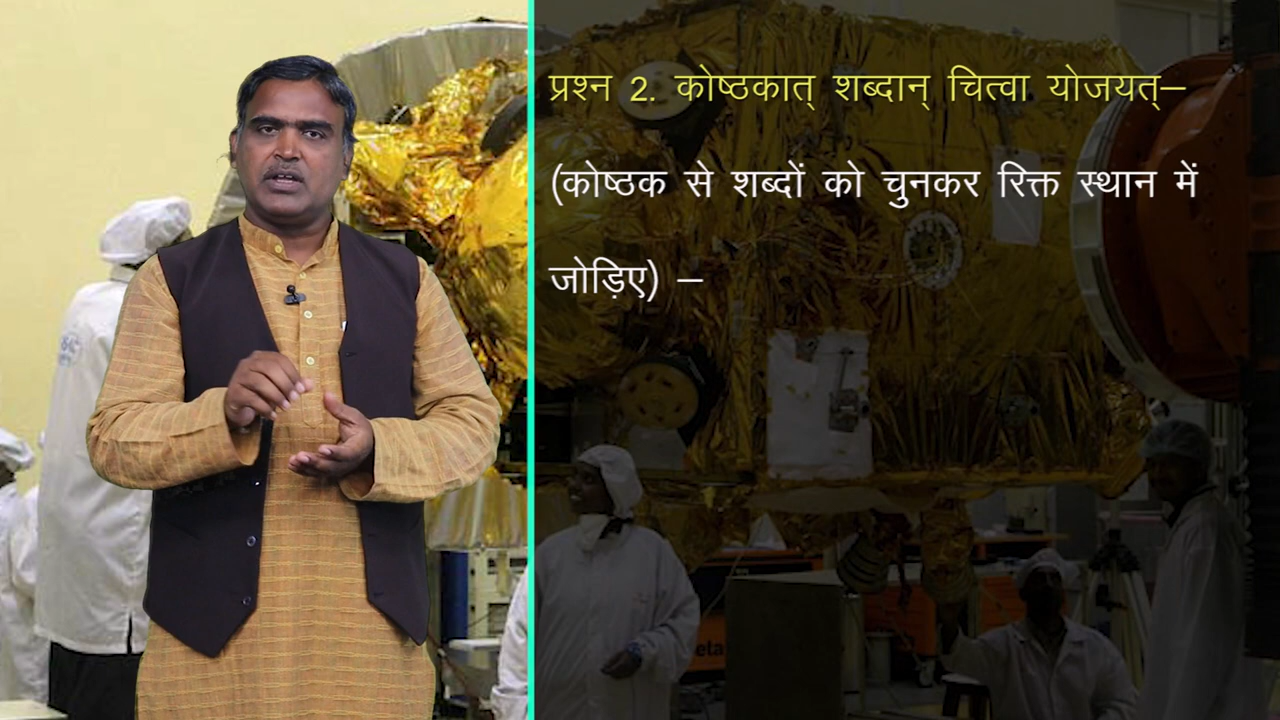 प्रश्न 2. कोष्ठकात् शब्दान् चित्वा योजयत्–
(कोष्ठक से शब्दों को चुनकर रिक्त स्थान में
जोड़िए) –